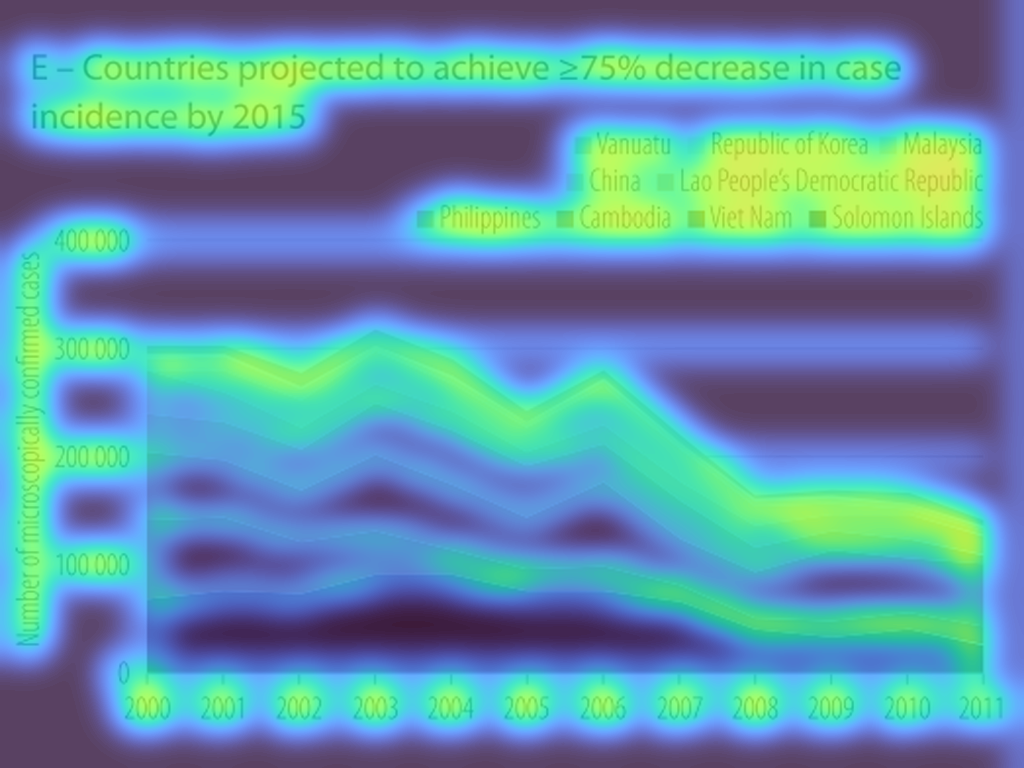 E – Countries projected to achieve ≥75% decrease in case
incidence by 2015
Vanuatu Republic of Korea Malaysia
China Lao People's Democratic Republic
Philippines Cambodia Viet Nam Solomon Islands
Number of microscopically confirmed cases
400 000
300 000
200 000
100 000
0
2000 2001 2002 2003 2004 2005 2006 2007 2008 2009 2010 2011